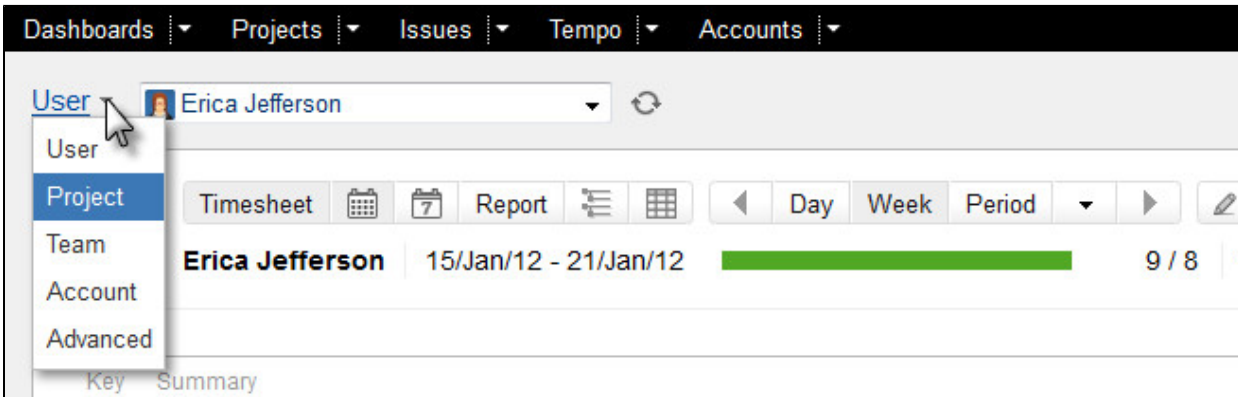 Dashboards Projects Issues Tempo Accounts
User Erica Jefferson
User
Project
Timesheet 7 Report Day Week Period
Team
Erica Jefferson 15/Jan/12 - 21/Jan/12 9 / 8
Account
Advanced
Key Summary